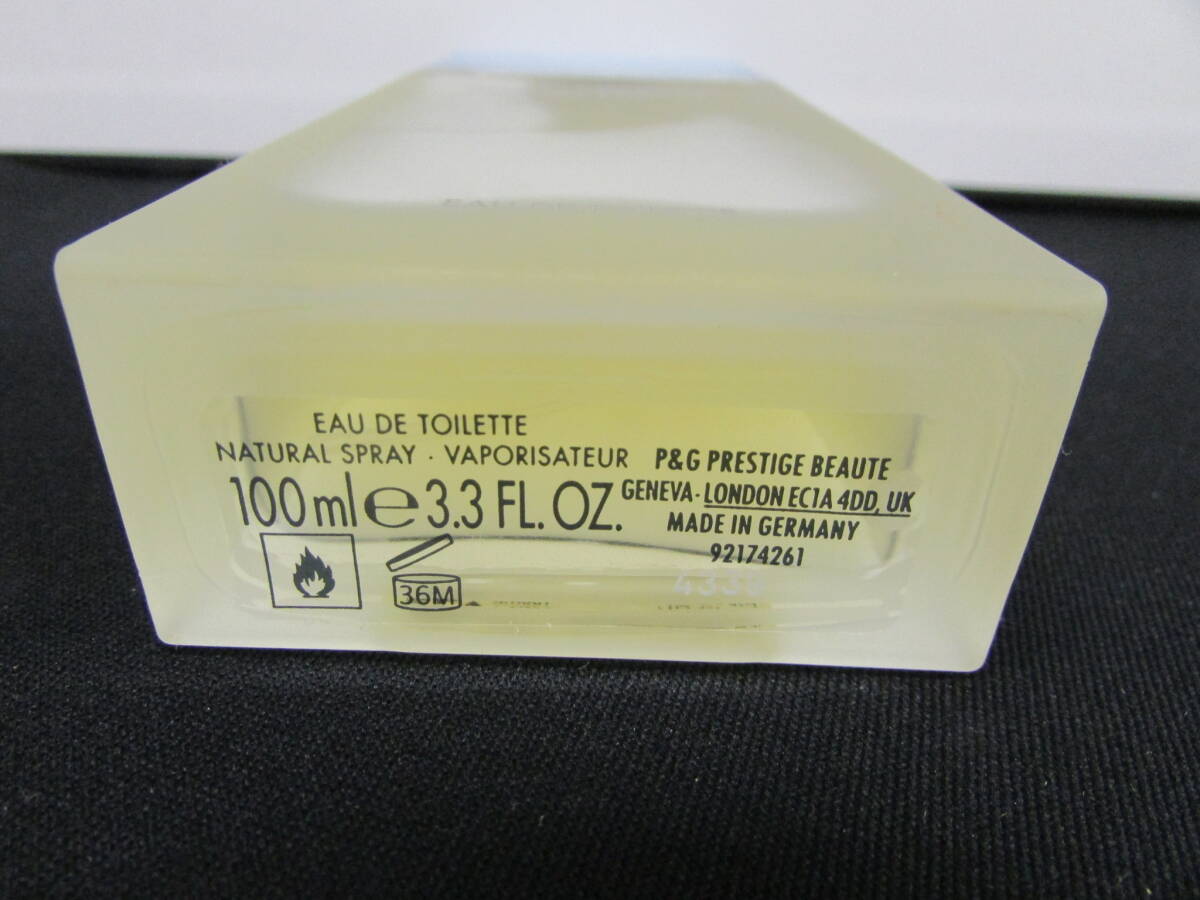 EAU DE TOILETTE
NATURAL SPRAY · VAPORISATEUR
100 ml e 3.3 FL. OZ.
36M
P&G PRESTIGE BEAUTE
GENEVA · LONDON EC1A 4DD, UK
MADE IN GERMANY
92174261